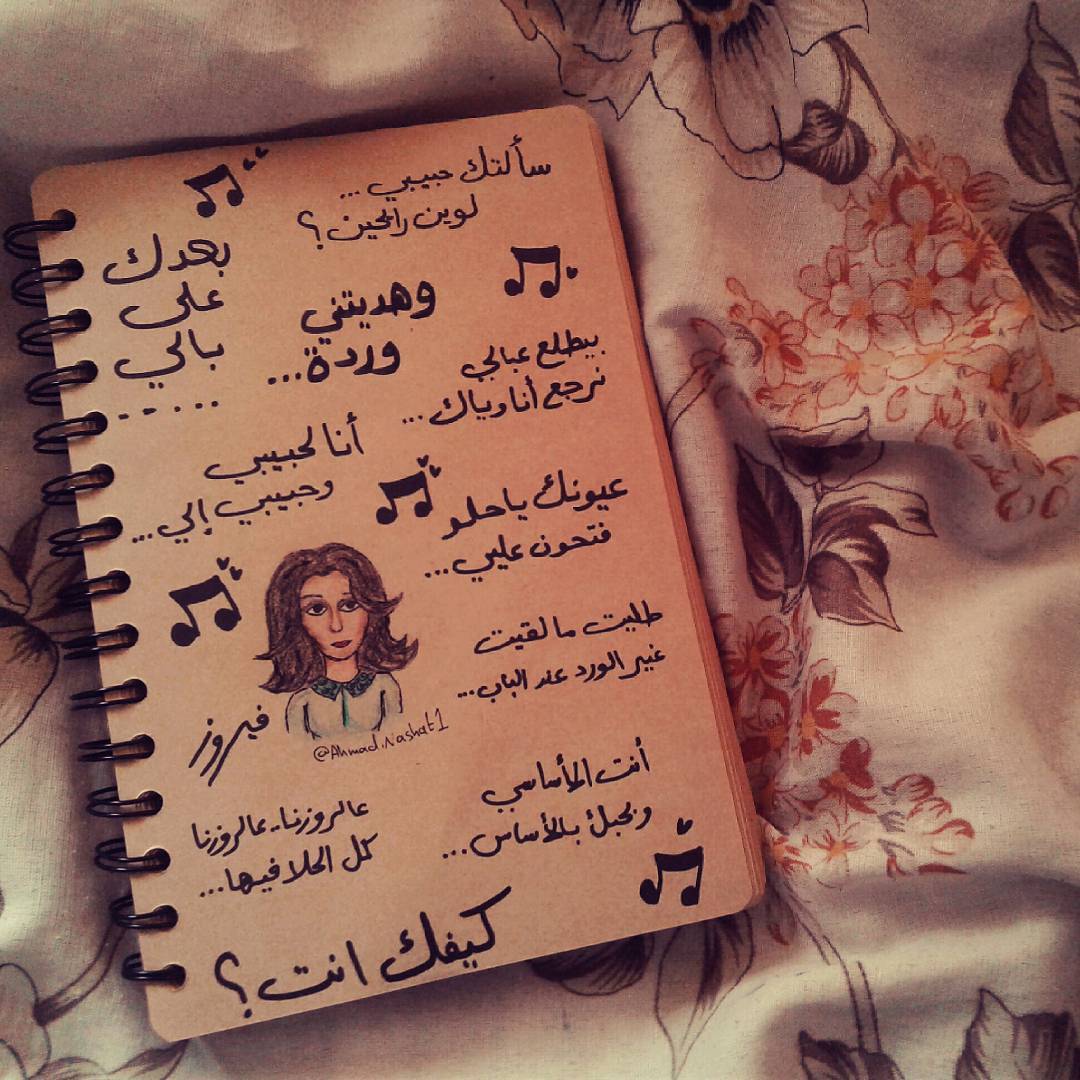 سألتك حبيبي ...
لوين رايحين ؟
بعدك
على
بالي
......
وهديتني
وردة ...
بيطلع عبالي
نرجع أنا وياك ...
أنا لحبيبي
وحبيبي إلي ...
عيونك يا حلو
فتحون عليي ...
طليت ما لقيت
غير الورد عند الباب ...
فيروز
@Ahmad.Nashat1
أنت الأساسي
وبحبك بالأساس ...
عالروزنا .. عالروزنا
كل الحلا فيها ...
كيفك انت ؟